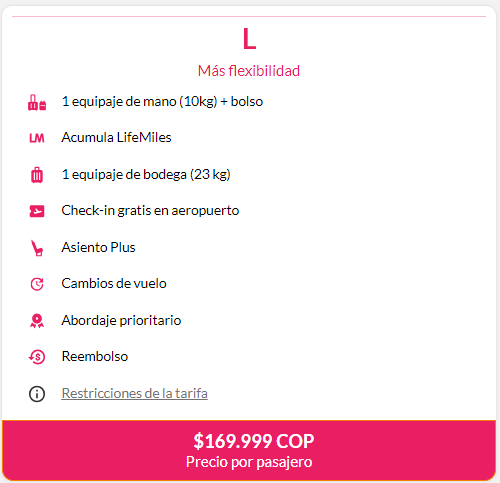 L
Más flexibilidad
1 equipaje de mano (10kg) + bolso
LM Acumula LifeMiles
1 equipaje de bodega (23 kg)
Check-in gratis en aeropuerto
Asiento Plus
Cambios de vuelo
Abordaje prioritario
Reembolso
Restricciones de la tarifa
$169.999 COP
Precio por pasajero